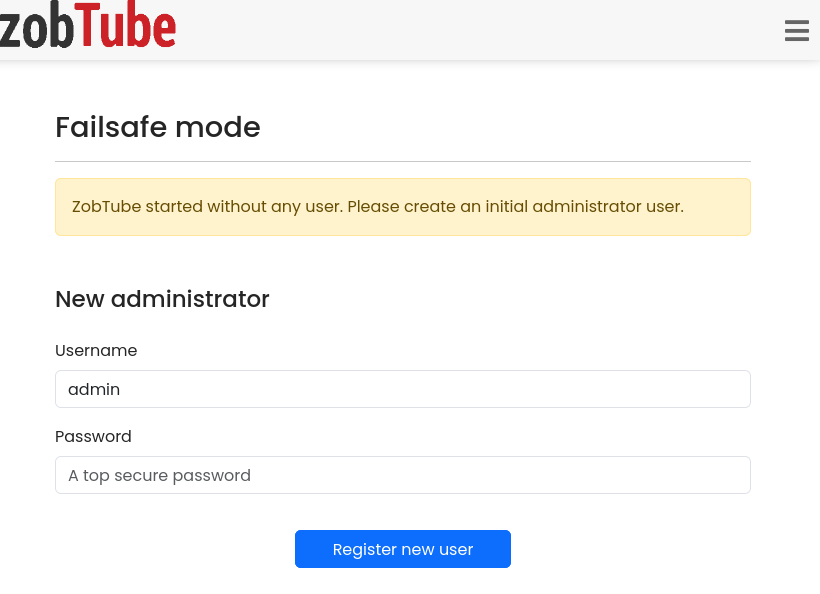 zobTube
Failsafe mode
ZobTube started without any user. Please create an initial administrator user.
New administrator
Username
admin
Password
A top secure password
Register new user